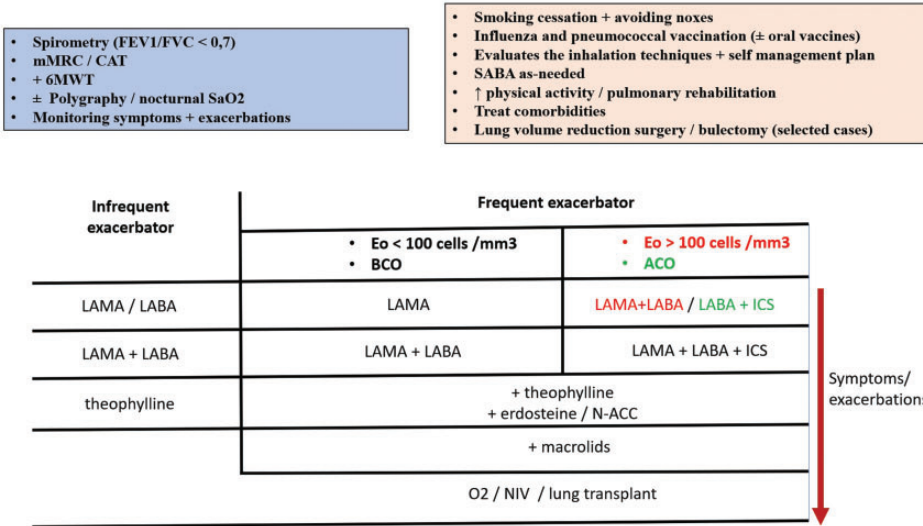 • Spirometry (FEV1/FVC < 0,7)
• mMRC / CAT
• + 6MWT
• ± Polygraphy / nocturnal SaO2
• Monitoring symptoms + exacerbations
• Smoking cessation + avoiding noxes
• Influenza and pneumococcal vaccination (± oral vaccines)
• Evaluates the inhalation techniques + self management plan
• SABA as-needed
• ↑ physical activity / pulmonary rehabilitation
• Treat comorbidities
• Lung volume reduction surgery / bulectomy (selected cases)
Infrequent
exacerbator
Frequent exacerbator
• Eo < 100 cells /mm3
• BCO
• Eo > 100 cells /mm3
• ACO
LAMA / LABA
LAMA
LAMA+LABA / LABA + ICS
LAMA + LABA
LAMA + LABA
LAMA + LABA + ICS
theophylline
+ theophylline
+ erdosteine / N-ACC
+ macrolids
O2 / NIV / lung transplant
Symptoms/
exacerbations